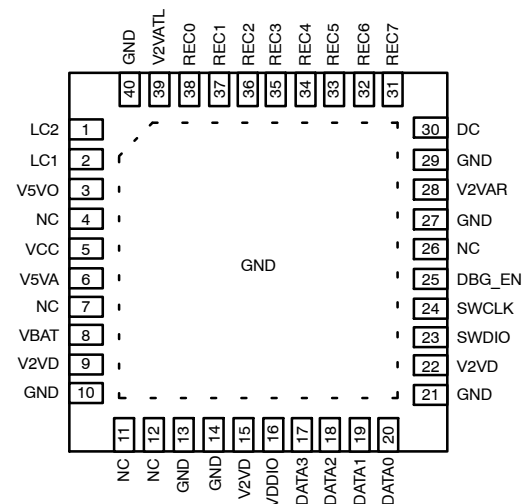 GND
V2VATL
REC0
REC1
REC2
REC3
REC4
REC5
REC6
REC7
40
39
38
37
36
35
34
33
32
31
LC2 1
LC1 2
V5VO 3
NC 4
VCC 5
V5VA 6
NC 7
VBAT 8
V2VD 9
GND 10
GND
30 DC
29 GND
28 V2VAR
27 GND
26 NC
25 DBG_EN
24 SWCLK
23 SWDIO
22 V2VD
21 GND
11
12
13
14
15
16
17
18
19
20
NC
NC
GND
GND
V2VD
VDDIO
DATA3
DATA2
DATA1
DATA0